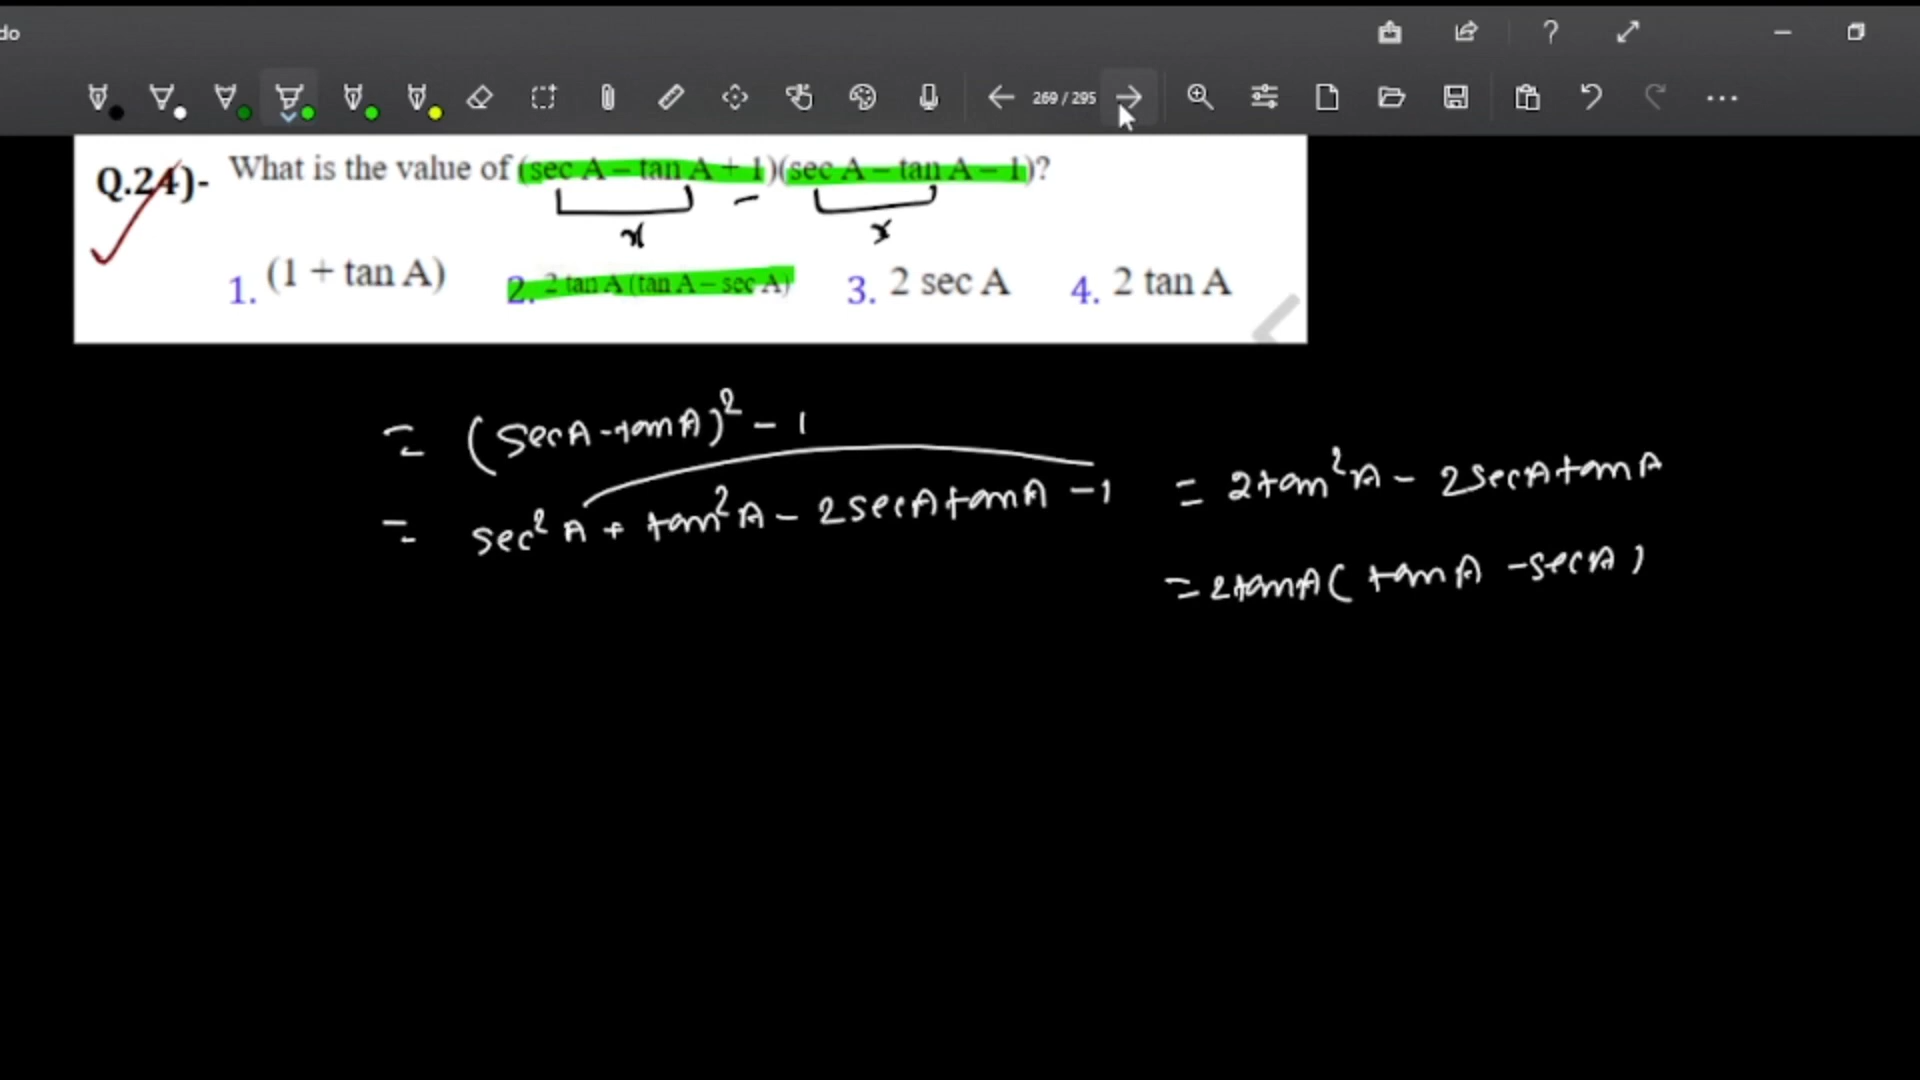 do
269 / 295
Q.24)- What is the value of (sec A – tan A + 1)(sec A – tan A – 1)?
x x
1. (1 + tan A) 2. 2 tan A (tan A – sec A) 3. 2 sec A 4. 2 tan A
= (secA-tanA)² - 1
= sec²A + tan²A - 2secAtanA - 1 = 2tan²A - 2secAtanA
= 2tanA( tanA - secA )